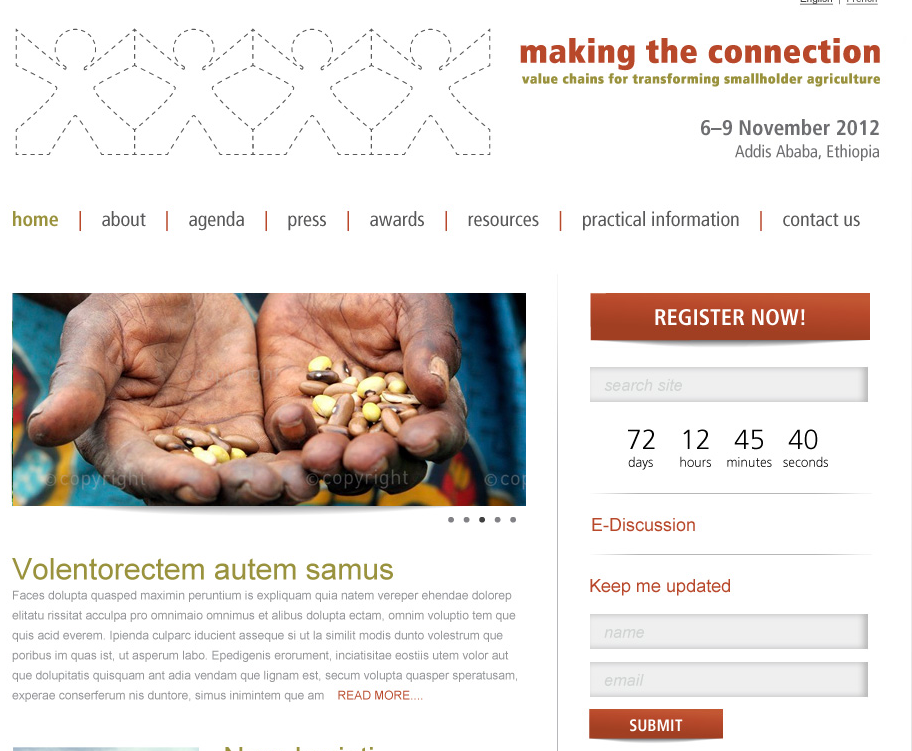 English | French
making the connection
value chains for transforming smallholder agriculture
6–9 November 2012
Addis Ababa, Ethiopia
home | about | agenda | press | awards | resources | practical information | contact us
REGISTER NOW!
search site
72 12 45 40
days hours minutes seconds
© copyright © copyright © cop
E-Discussion
Volentorectem autem samus
Faces dolupta quasped maximin peruntium is expliquam quia natem vereper ehendae dolorep
elitatu rissitat acculpa pro omnimaio omnimus et alibus dolupta ectam, omnim voluptio tem que
quis acid everem. Ipienda culparc iducient asseque si ut la similit modis dunto volestrum que
poribus im quas ist, ut asperum labo. Epedigenis erorument, inciatisitae eostiis utem volor aut
que dolupitatis quisquam ant adia vendam que lignam est, secum volupta quasper speratusam,
experae conserferum nis duntore, simus inimintem que am READ MORE....
Keep me updated
name
email
SUBMIT